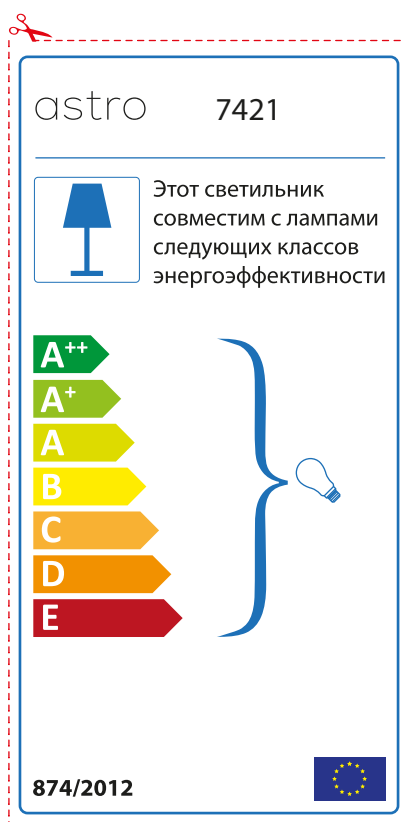 astro 7421
Этот светильник
совместим с лампами
следующих классов
энергоэффективности
A++
A+
A
B
C
D
E
874/2012